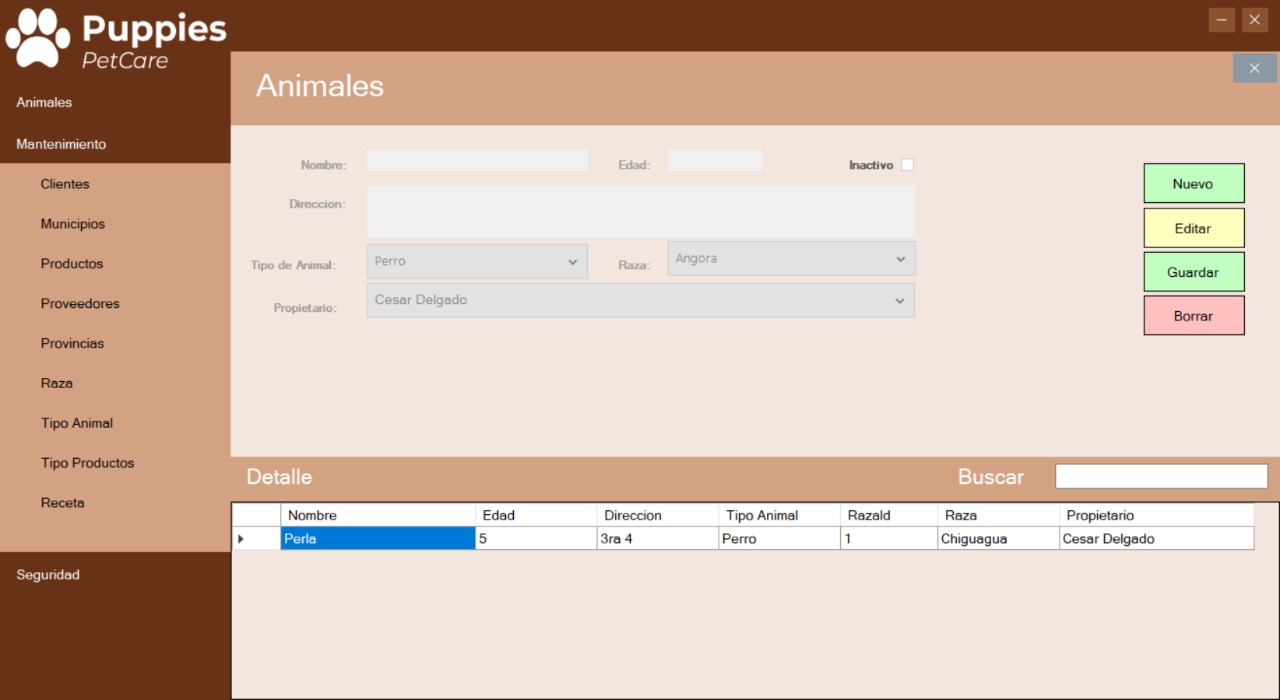 Puppies
PetCare
Animales
Mantenimiento
Clientes
Municipios
Productos
Proveedores
Provincias
Raza
Tipo Animal
Tipo Productos
Receta
Seguridad
Animales
Nombre: Edad: Inactivo
Direccion:
Tipo de Animal: Perro Raza: Angora
Propietario: Cesar Delgado
Nuevo
Editar
Guardar
Borrar
Detalle Buscar
Nombre Edad Direccion Tipo Animal RazaId Raza Propietario
Perla 5 3ra 4 Perro 1 Chiguagua Cesar Delgado